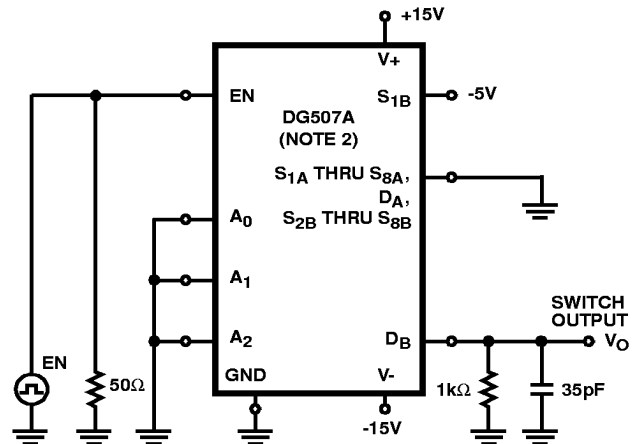 +15V
V+
EN
S1B
-5V
DG507A
(NOTE 2)
S1A THRU S8A,
DA,
S2B THRU S8B
A0
A1
A2
SWITCH
OUTPUT
DB
VO
EN
50Ω
GND
V-
1kΩ
35pF
-15V